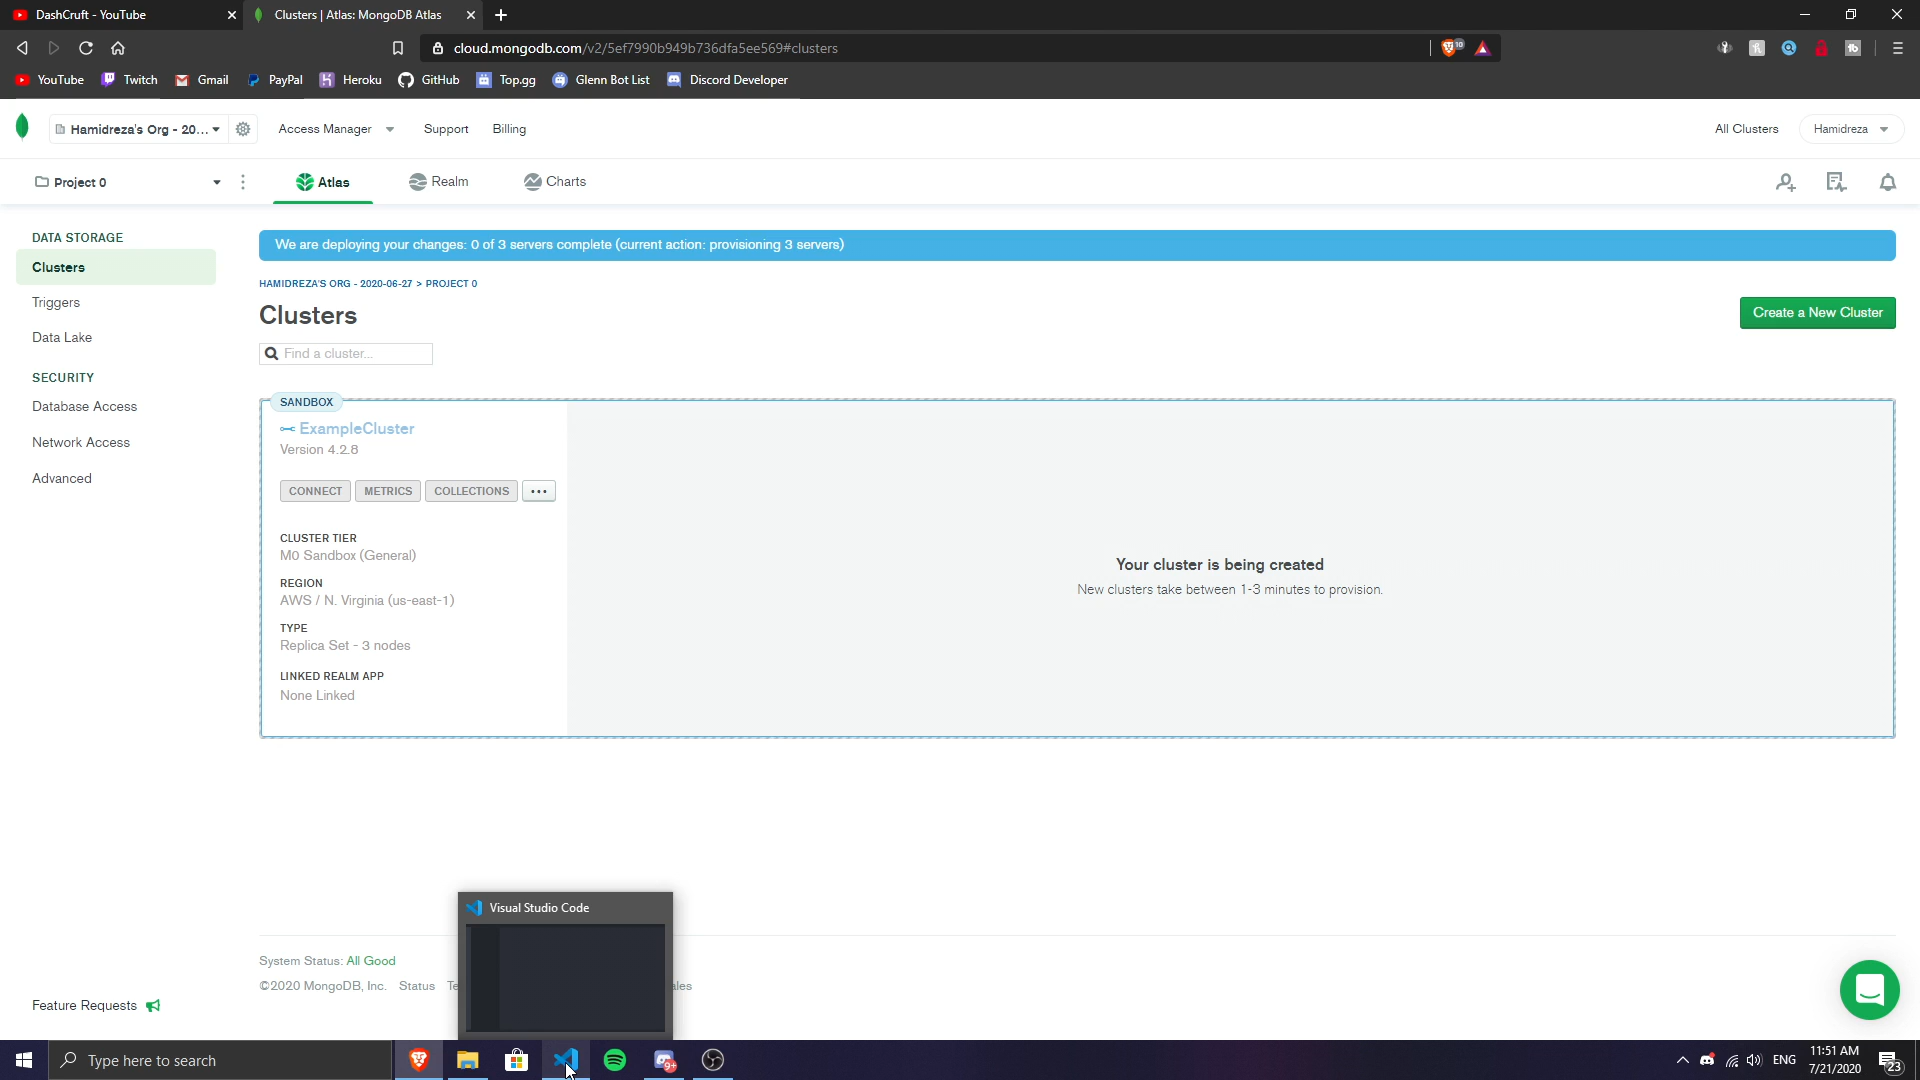 DashCruft - YouTube
Clusters | Atlas: MongoDB Atlas
cloud.mongodb.com/v2/5ef7990b949b736dfa5ee569#clusters
10
YouTube
Twitch
Gmail
PayPal
Heroku
GitHub
Top.gg
Glenn Bot List
Discord Developer
Hamidreza's Org - 20...
Access Manager
Support
Billing
All Clusters
Hamidreza
Project 0
Atlas
Realm
Charts
DATA STORAGE
Clusters
Triggers
Data Lake
SECURITY
Database Access
Network Access
Advanced
Feature Requests
We are deploying your changes: 0 of 3 servers complete (current action: provisioning 3 servers)
HAMIDREZA'S ORG - 2020-06-27 > PROJECT 0
Clusters
Create a New Cluster
Find a cluster...
SANDBOX
ExampleCluster
Version 4.2.8
CONNECT
METRICS
COLLECTIONS
...
CLUSTER TIER
M0 Sandbox (General)
REGION
AWS / N. Virginia (us-east-1)
TYPE
Replica Set - 3 nodes
LINKED REALM APP
None Linked
Your cluster is being created
New clusters take between 1-3 minutes to provision.
System Status: All Good
©2020 MongoDB, Inc.
Status
Te
ales
Visual Studio Code
Type here to search
9+
ENG
11:51 AM
7/21/2020
23